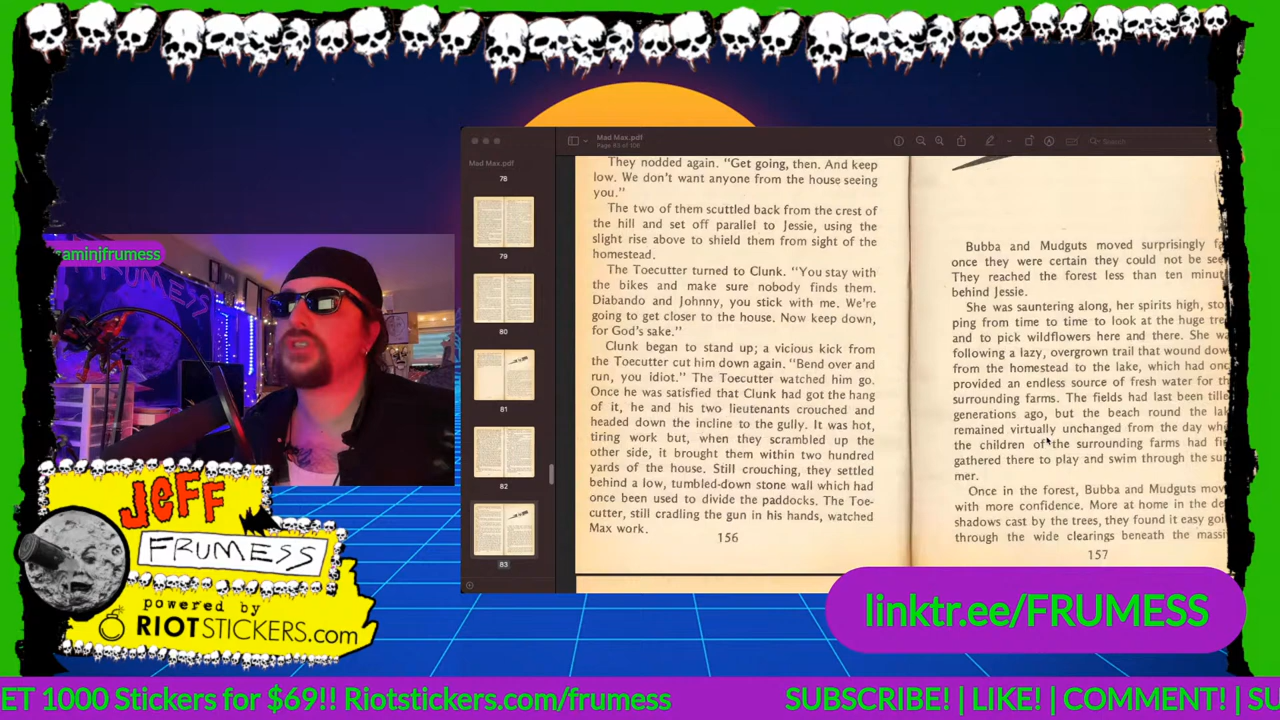 Mad Max.pdf
Page 83 of 106
Search
Mad Max.pdf
78
79
80
81
82
83
They nodded again. "Get going, then. And keep
low. We don't want anyone from the house seeing
you."
The two of them scuttled back from the crest of
the hill and set off parallel to Jessie, using the
slight rise above to shield them from sight of the
homestead.
The Toecutter turned to Clunk. "You stay with
the bikes and make sure nobody finds them.
Diabando and Johnny, you stick with me. We're
going to get closer to the house. Now keep down,
for God's sake."
Clunk began to stand up; a vicious kick from
the Toecutter cut him down again. "Bend over and
run, you idiot." The Toecutter watched him go.
Once he was satisfied that Clunk had got the hang
of it, he and his two lieutenants crouched and
headed down the incline to the gully. It was hot,
tiring work but, when they scrambled up the
other side, it brought them within two hundred
yards of the house. Still crouching, they settled
behind a low, tumbled-down stone wall which had
once been used to divide the paddocks. The Toe-
cutter, still cradling the gun in his hands, watched
Max work.
156
Bubba and Mudguts moved surprisingly
once they were certain they could not be
They reached the forest less than ten
behind Jessie.
She was sauntering along, her spirits high,
ping from time to time to look at the huge
and to pick wildflowers here and there. She
following a lazy, overgrown trail that wound
from the homestead to the lake, which had
provided an endless source of fresh water for
surrounding farms. The fields had last been
generations ago, but the beach round the
remained virtually unchanged from the day
the children of the surrounding farms had
gathered there to play and swim through the
mer.
Once in the forest, Bubba and Mudguts
with more confidence. More at home in the
shadows cast by the trees, they found it easy
through the wide clearings beneath the
157
aminjfrumess
FRUMESS
JEFF
FRUMESS
powered by
RIOTSTICKERS.com
linktr.ee/FRUMESS
ET 1000 Stickers for $69!! Riotstickers.com/frumess SUBSCRIBE! | LIKE! | COMMENT! | SU